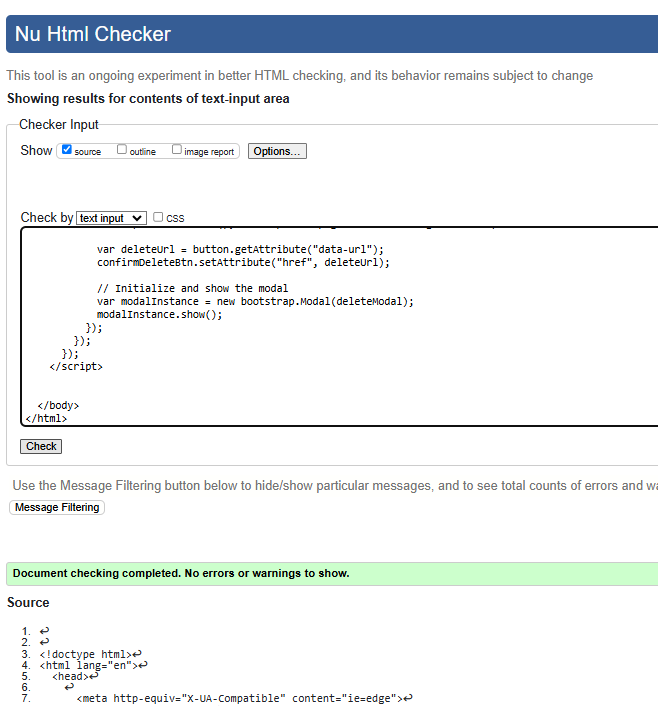 Nu Html Checker
This tool is an ongoing experiment in better HTML checking, and its behavior remains subject to change
Showing results for contents of text-input area
Checker Input
Show source outline image report Options...
Check by text input css
var deleteUrl = button.getAttribute("data-url");
confirmDeleteBtn.setAttribute("href", deleteUrl);
// Initialize and show the modal
var modalInstance = new bootstrap.Modal(deleteModal);
modalInstance.show();
});
});
});
</script>
</body>
</html>
Check
Use the Message Filtering button below to hide/show particular messages, and to see total counts of errors and
Message Filtering
Document checking completed. No errors or warnings to show.
Source
1. ↩
2. ↩
3. <!doctype html>↩
4. <html lang="en">↩
5. <head>↩
6. ↩
7. <meta http-equiv="X-UA-Compatible" content="ie=edge">↩